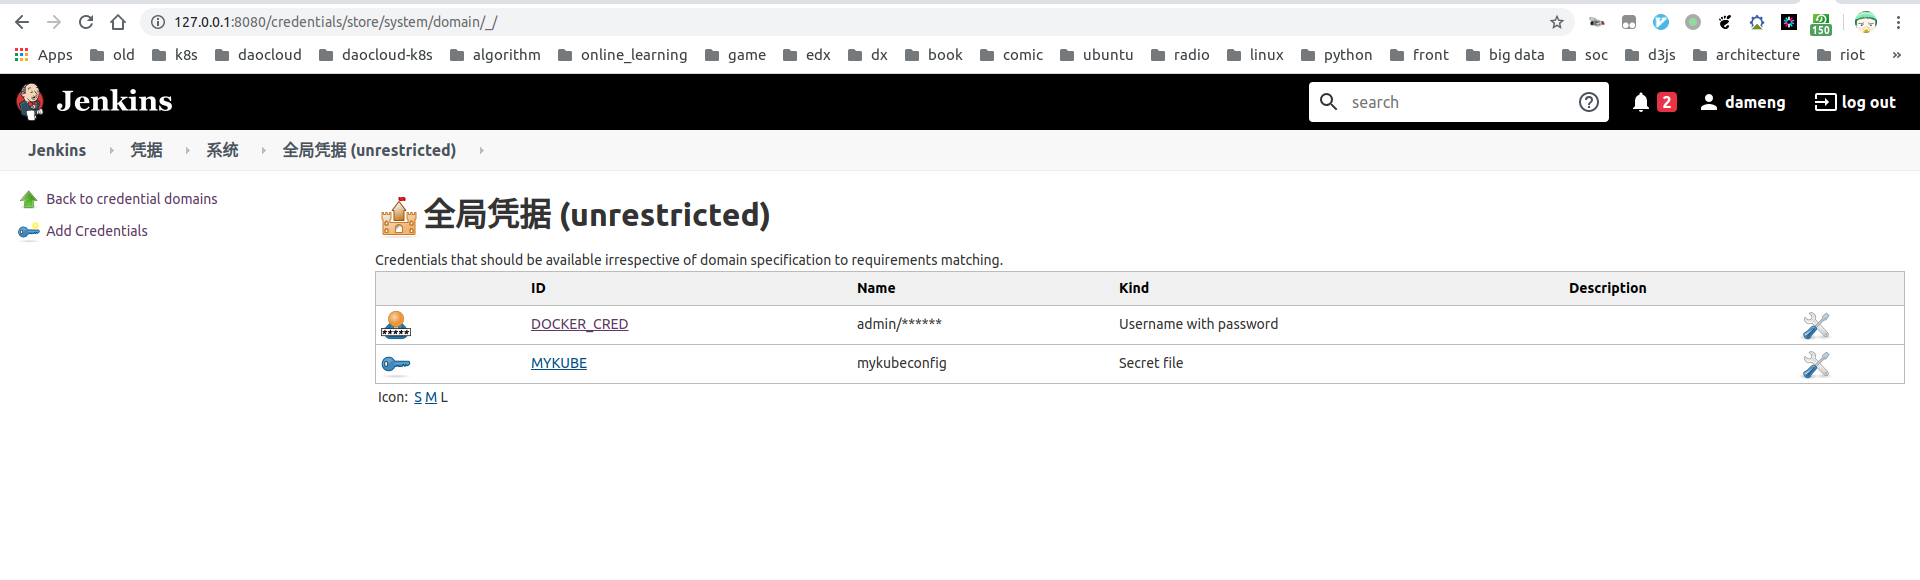 127.0.0.1:8080/credentials/store/system/domain/_/
150
Apps old k8s daocloud daocloud-k8s algorithm online_learning game edx dx book comic ubuntu radio linux python front big data soc d3js architecture riot »
Jenkins search 2 dameng log out
Jenkins 凭据 系统 全局凭据 (unrestricted)
Back to credential domains
Add Credentials
全局凭据 (unrestricted)
Credentials that should be available irrespective of domain specification to requirements matching.
ID Name Kind Description
DOCKER_CRED admin/****** Username with password
MYKUBE mykubeconfig Secret file
Icon: S M L